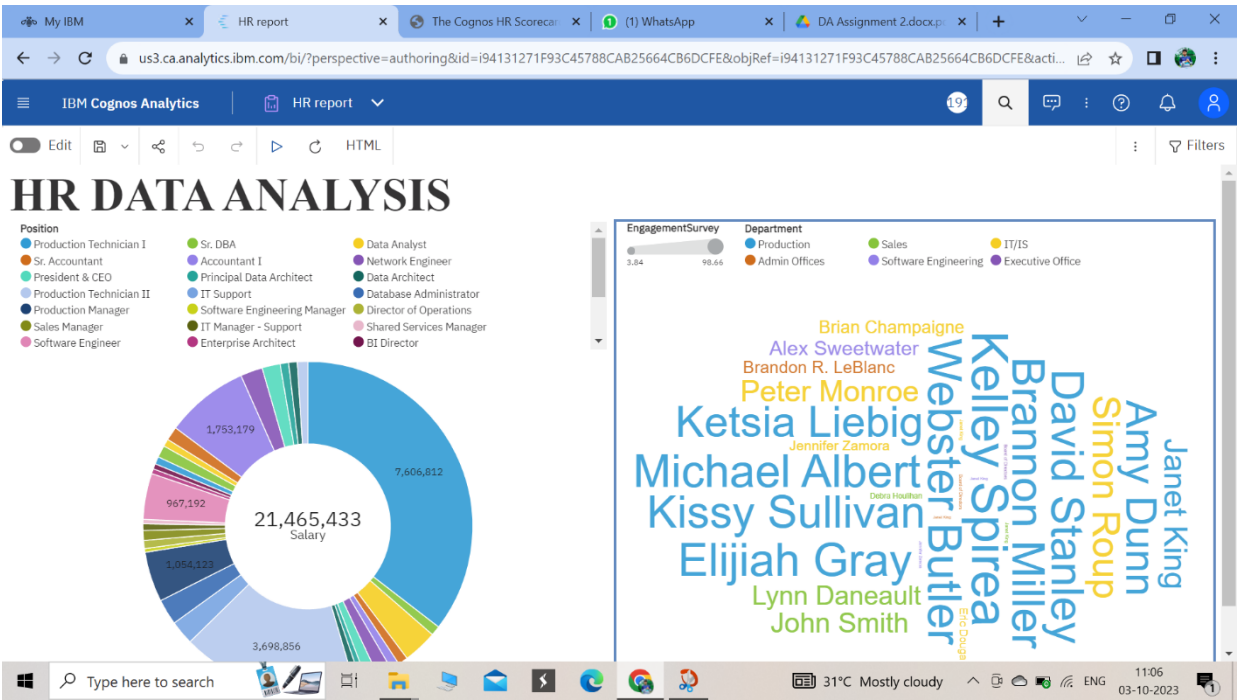 My IBM
HR report
The Cognos HR Scorecar
(1) WhatsApp
DA Assignment 2.docx.p
us3.ca.analytics.ibm.com/bi/?perspective=authoring&id=i94131271F93C45788CAB25664CB6DCFE&objRef=i94131271F93C45788CAB25664CB6DCFE&acti...
IBM Cognos Analytics
HR report
191
Edit
HTML
Filters
HR DATA ANALYSIS
Position
Production Technician I
Sr. DBA
Data Analyst
Sr. Accountant
Accountant I
Network Engineer
President & CEO
Principal Data Architect
Data Architect
Production Technician II
IT Support
Database Administrator
Production Manager
Software Engineering Manager
Director of Operations
Sales Manager
IT Manager - Support
Shared Services Manager
Software Engineer
Enterprise Architect
BI Director
1,753,179
7,606,812
967,192
21,465,433
Salary
1,054,123
3,698,856
EngagementSurvey
3.84
98.66
Department
Production
Sales
IT/IS
Admin Offices
Software Engineering
Executive Office
Brian Champaigne
Alex Sweetwater
Brandon R. LeBlanc
Peter Monroe
Ketsia Liebig
Jennifer Zamora
Michael Albert
Debra Houlihan
Kissy Sullivan
Elijiah Gray
Lynn Daneault
John Smith
Webster Butler
Kelley Spirea
Brannon Miller
David Stanley
Simon Roup
Amy Dunn
Janet King
Eric Douga
Type here to search
31°C Mostly cloudy
ENG
11:06
03-10-2023
1